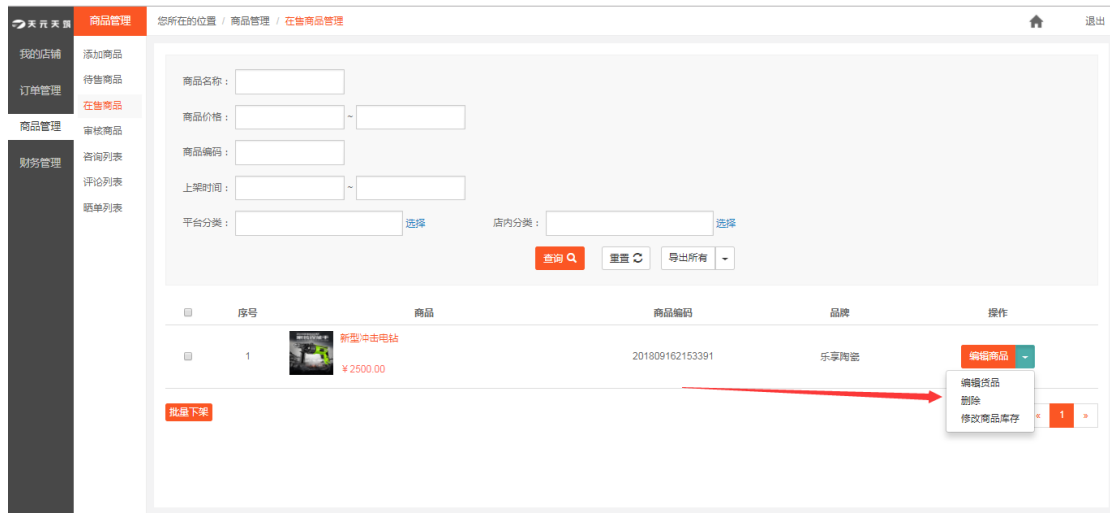 天元天猫 商品管理 您所在的位置 / 商品管理 / 在售商品管理 退出
我的店铺
订单管理
商品管理
财务管理
添加商品
待售商品
在售商品
审核商品
咨询列表
评论列表
晒单列表
商品名称：
商品价格： ~
商品编码：
上架时间： ~
平台分类： 选择 店内分类： 选择
查询 重置 导出所有
序号 商品 商品编码 品牌 操作
1 新型冲击电钻 ¥2500.00 201809162153391 乐享陶瓷 编辑商品
编辑货品
删除
修改商品库存
批量下架 « 1 »